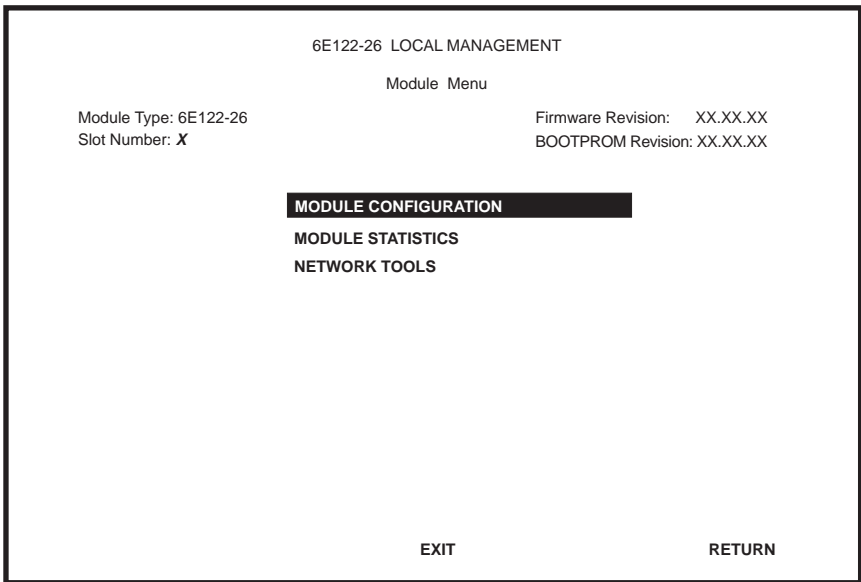 6E122-26 LOCAL MANAGEMENT
Module Menu
Module Type: 6E122-26
Firmware Revision: XX.XX.XX
Slot Number: X
BOOTPROM Revision: XX.XX.XX
MODULE CONFIGURATION
MODULE STATISTICS
NETWORK TOOLS
EXIT
RETURN